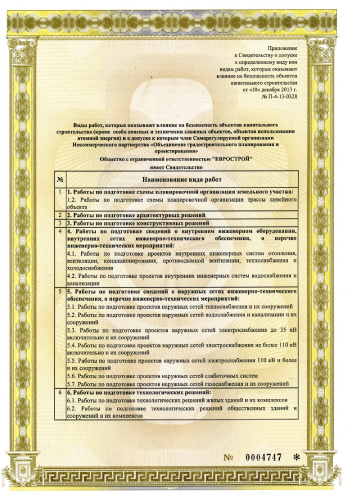 Приложение
к Свидетельству о допуске
к определенному виду или
видам работ, которые оказывают
влияние на безопасность объектов
капитального строительства
от «10» декабря 2013 г.
№ П-4-13-0328
Виды работ, которые оказывают влияние на безопасность объектов капитального
строительства (кроме особо опасных и технически сложных объектов, объектов использования
атомной энергии) и о допуске к которым член Саморегулируемой организации
Некоммерческого партнерства «Объединение градостроительного планирования и
проектирования»
Общество с ограниченной ответственностью "ЕВРОСТРОЙ"
имеет Свидетельство
№ Наименование вида работ
1 1. Работы по подготовке схемы планировочной организации земельного участка:
1.2. Работы по подготовке схемы планировочной организации трассы линейного
объекта
2 2. Работы по подготовке архитектурных решений
3 3. Работы по подготовке конструктивных решений
4 4. Работы по подготовке сведений о внутреннем инженерном оборудовании,
внутренних сетях инженерно-технического обеспечения, о перечне
инженерно-технических мероприятий:
4.1. Работы по подготовке проектов внутренних инженерных систем отопления,
вентиляции, кондиционирования, противодымной вентиляции, теплоснабжения и
холодоснабжения
4.2. Работы по подготовке проектов внутренних инженерных систем водоснабжения и
канализации
5 5. Работы по подготовке сведений о наружных сетях инженерно-технического
обеспечения, о перечне инженерно-технических мероприятий:
5.1. Работы по подготовке проектов наружных сетей теплоснабжения и их сооружений
5.2. Работы по подготовке проектов наружных сетей водоснабжения и канализации и их
сооружений
5.3. Работы по подготовке проектов наружных сетей электроснабжения до 35 кВ
включительно и их сооружений
5.4. Работы по подготовке проектов наружных сетей электроснабжения не более 110 кВ
включительно и их сооружений
5.5. Работы по подготовке проектов наружных сетей электроснабжения 110 кВ и более
и их сооружений
5.6. Работы по подготовке проектов наружных сетей слаботочных систем
5.7. Работы по подготовке проектов наружных сетей газоснабжения и их сооружений
6 6. Работы по подготовке технологических решений:
6.1. Работы по подготовке технологических решений жилых зданий и их комплексов
6.2. Работы по подготовке технологических решений общественных зданий и
сооружений и их комплексов
№ 0004747 *